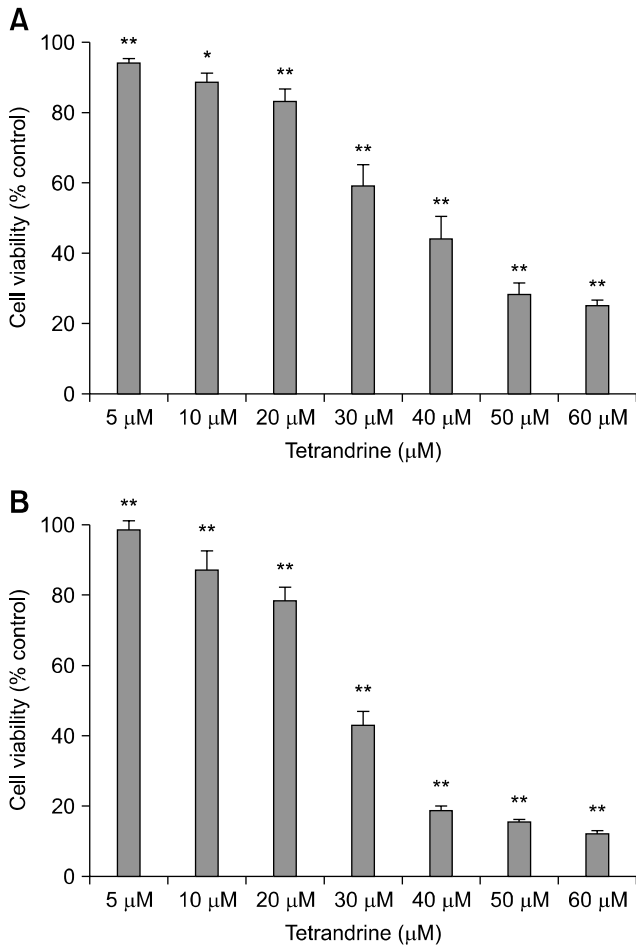 A
Cell viability (% control)
100
80
60
40
20
0
** * ** ** ** ** **
5 μM 10 μM 20 μM 30 μM 40 μM 50 μM 60 μM
Tetrandrine (μM)
B
Cell viability (% control)
100
80
60
40
20
0
** ** ** ** ** ** **
5 μM 10 μM 20 μM 30 μM 40 μM 50 μM 60 μM
Tetrandrine (μM)